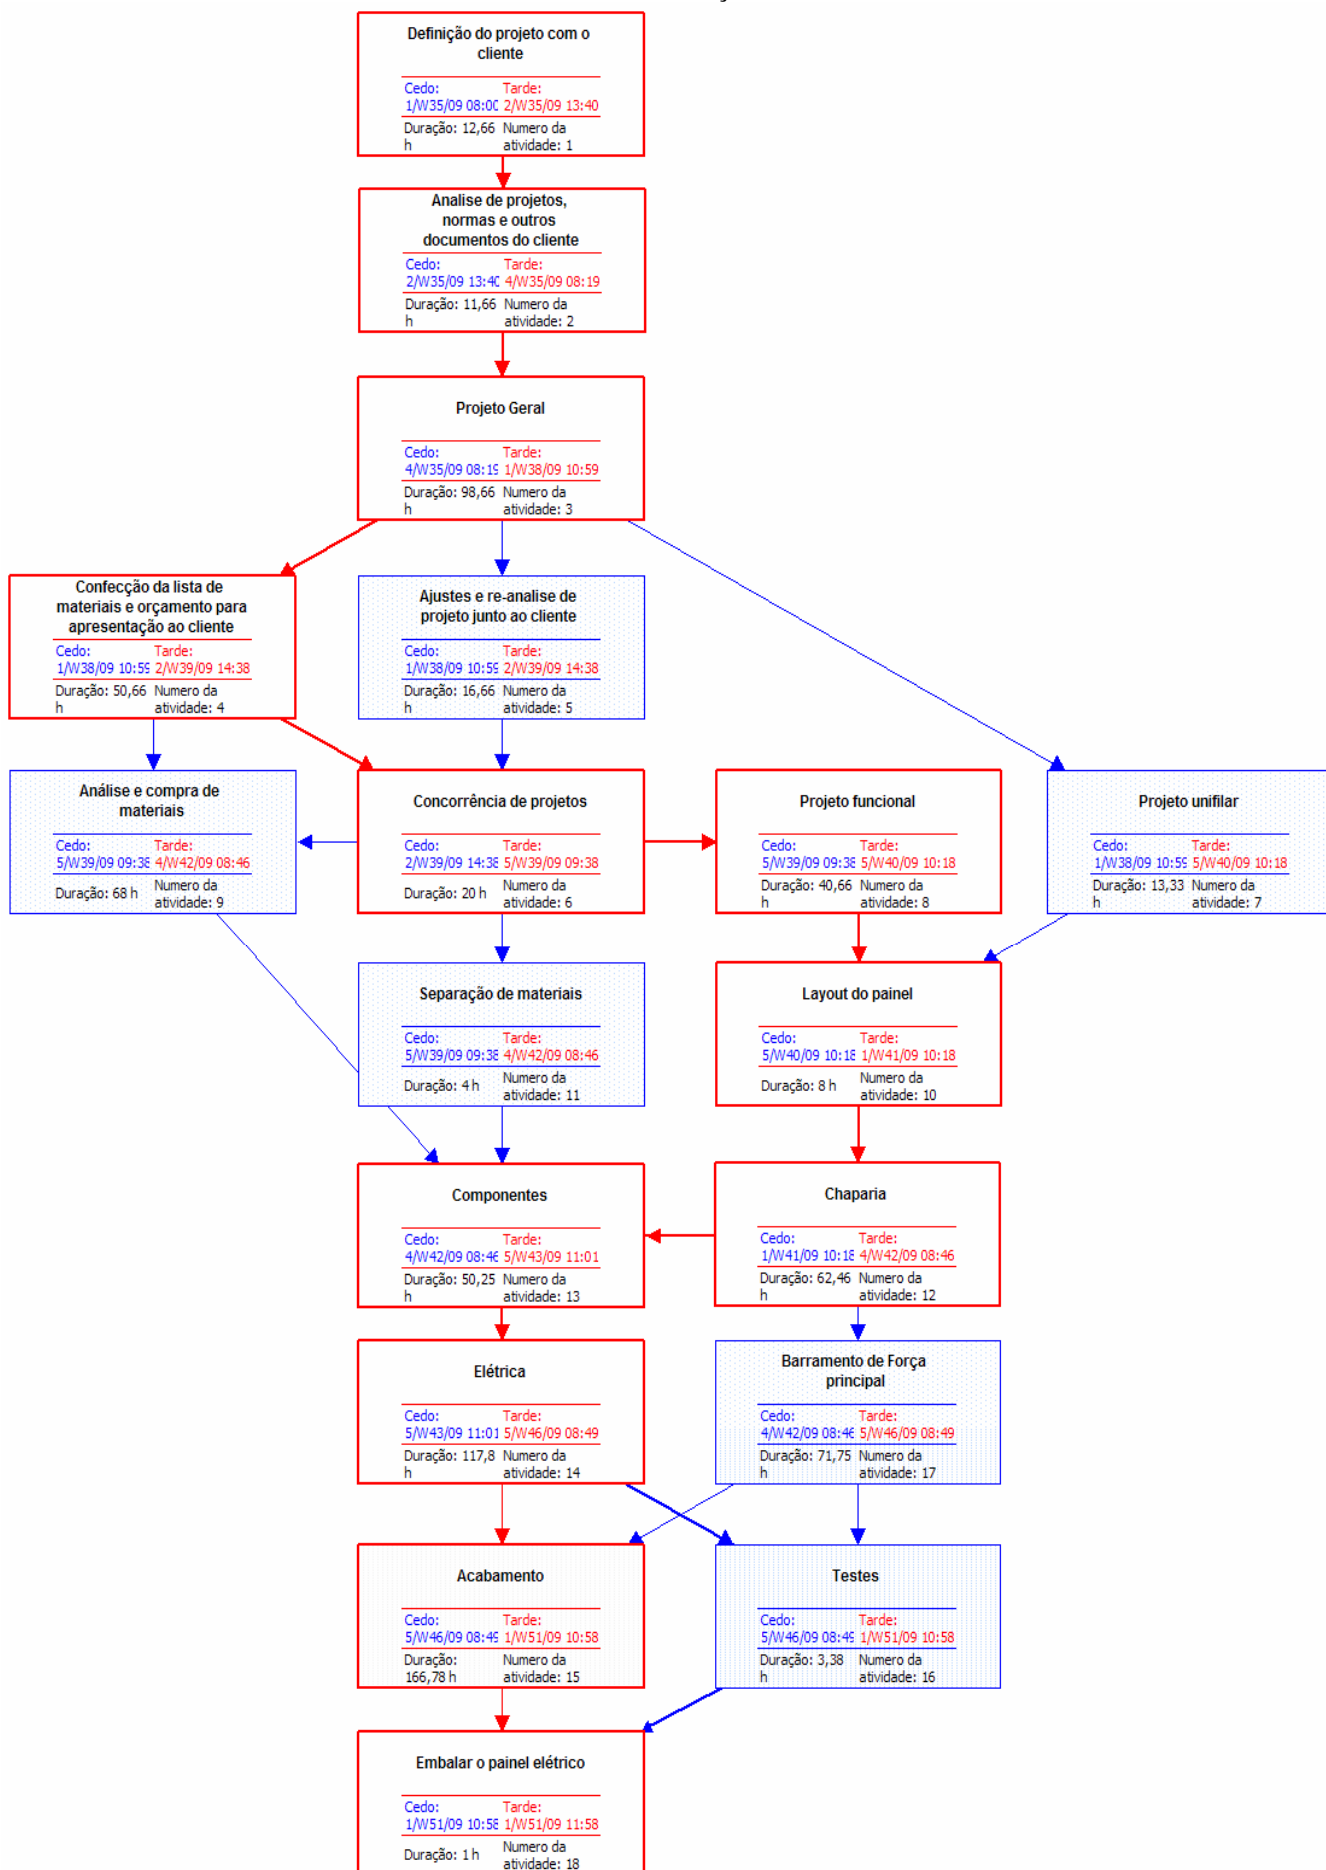 Definição do projeto com o
cliente
Cedo:
Tarde:
1/W35/09 08:00
2/W35/09 13:40
Duração: 12,66
h
Numero da
atividade: 1
Analise de projetos,
normas e outros
documentos do cliente
Cedo:
Tarde:
2/W35/09 13:40
4/W35/09 08:19
Duração: 11,66
h
Numero da
atividade: 2
Projeto Geral
Cedo:
Tarde:
4/W35/09 08:19
1/W38/09 10:59
Duração: 98,66
h
Numero da
atividade: 3
Confecção da lista de
materiais e orçamento para
apresentação ao cliente
Cedo:
Tarde:
1/W38/09 10:59
2/W39/09 14:38
Duração: 50,66
h
Numero da
atividade: 4
Ajustes e re-analise de
projeto junto ao cliente
Cedo:
Tarde:
1/W38/09 10:59
2/W39/09 14:38
Duração: 16,66
h
Numero da
atividade: 5
Análise e compra de
materiais
Cedo:
Tarde:
5/W39/09 09:38
4/W42/09 08:46
Duração: 68 h
Numero da
atividade: 9
Concorrência de projetos
Cedo:
Tarde:
2/W39/09 14:38
5/W39/09 09:38
Duração: 20 h
Numero da
atividade: 6
Projeto funcional
Cedo:
Tarde:
5/W39/09 09:38
5/W40/09 10:18
Duração: 40,66
h
Numero da
atividade: 8
Projeto unifilar
Cedo:
Tarde:
1/W38/09 10:59
5/W40/09 10:18
Duração: 13,33
h
Numero da
atividade: 7
Separação de materiais
Cedo:
Tarde:
5/W39/09 09:38
4/W42/09 08:46
Duração: 4 h
Numero da
atividade: 11
Layout do painel
Cedo:
Tarde:
5/W40/09 10:18
1/W41/09 10:18
Duração: 8 h
Numero da
atividade: 10
Componentes
Cedo:
Tarde:
4/W42/09 08:46
5/W43/09 11:01
Duração: 50,25
h
Numero da
atividade: 13
Chaparia
Cedo:
Tarde:
1/W41/09 10:18
4/W42/09 08:46
Duração: 62,46
h
Numero da
atividade: 12
Elétrica
Cedo:
Tarde:
5/W43/09 11:01
5/W46/09 08:49
Duração: 117,8
h
Numero da
atividade: 14
Barramento de Força
principal
Cedo:
Tarde:
4/W42/09 08:46
5/W46/09 08:49
Duração: 71,75
h
Numero da
atividade: 17
Acabamento
Cedo:
Tarde:
5/W46/09 08:49
1/W51/09 10:58
Duração:
166,78 h
Numero da
atividade: 15
Testes
Cedo:
Tarde:
5/W46/09 08:49
1/W51/09 10:58
Duração: 3,38
h
Numero da
atividade: 16
Embalar o painel elétrico
Cedo:
Tarde:
1/W51/09 10:58
1/W51/09 11:58
Duração: 1 h
Numero da
atividade: 18